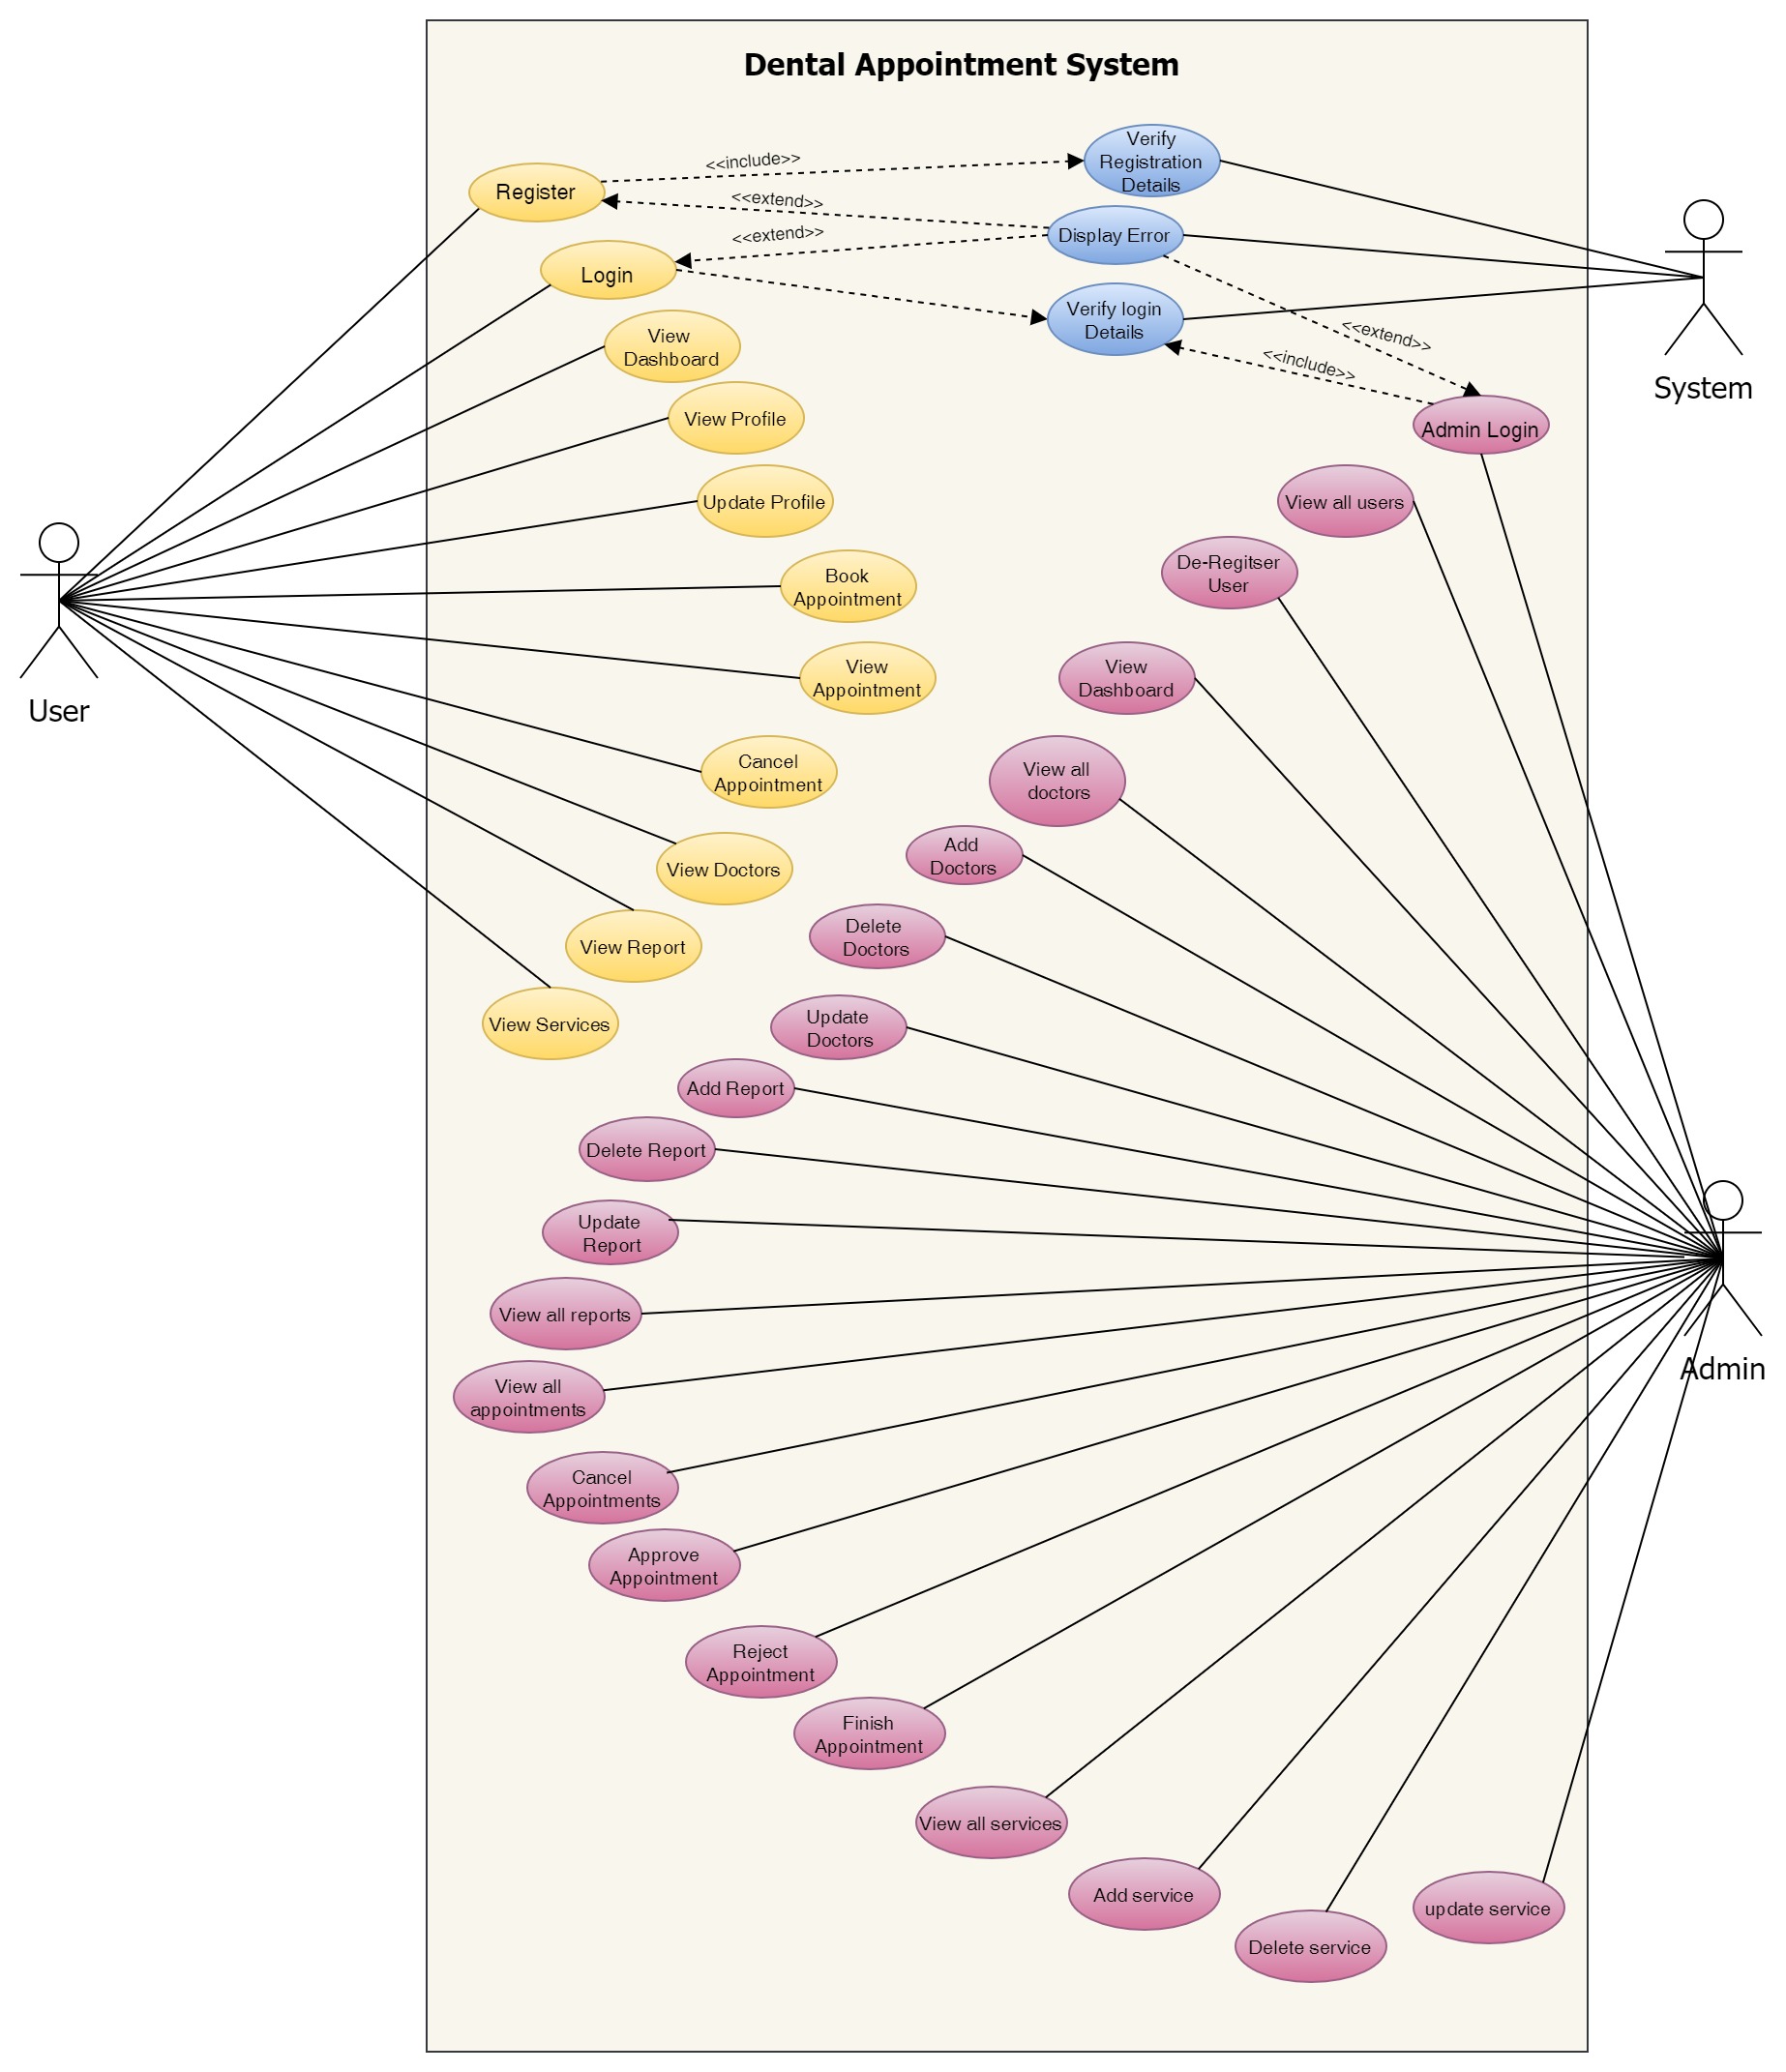 Dental Appointment System
Verify
Registration
Details
<<include>>
Register
<<extend>>
Display Error
<<extend>>
Login
Verify login
Details
<<extend>>
<<include>>
System
View
Dashboard
View Profile
Admin Login
Update Profile
View all users
Book
Appointment
De-Regitser
User
View
Appointment
View
Dashboard
User
Cancel
Appointment
View all
doctors
View Doctors
Add
Doctors
View Report
Delete
Doctors
View Services
Update
Doctors
Add Report
Delete Report
Update
Report
View all reports
Admin
View all
appointments
Cancel
Appointments
Approve
Appointment
Reject
Appointment
Finish
Appointment
View all services
Add service
update service
Delete service